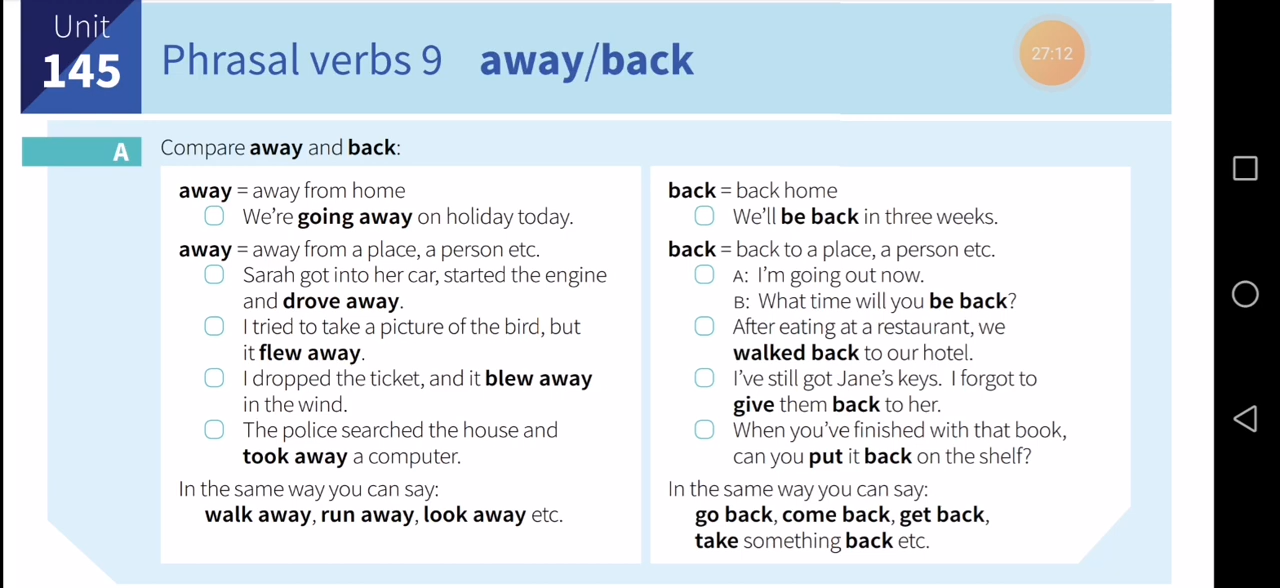 Unit
145
Phrasal verbs 9 away/back
27:12
A
Compare away and back:
away = away from home
We're going away on holiday today.
away = away from a place, a person etc.
Sarah got into her car, started the engine
and drove away.
I tried to take a picture of the bird, but
it flew away.
I dropped the ticket, and it blew away
in the wind.
The police searched the house and
took away a computer.
In the same way you can say:
walk away, run away, look away etc.
back = back home
We'll be back in three weeks.
back = back to a place, a person etc.
A: I'm going out now.
B: What time will you be back?
After eating at a restaurant, we
walked back to our hotel.
I've still got Jane's keys. I forgot to
give them back to her.
When you've finished with that book,
can you put it back on the shelf?
In the same way you can say:
go back, come back, get back,
take something back etc.